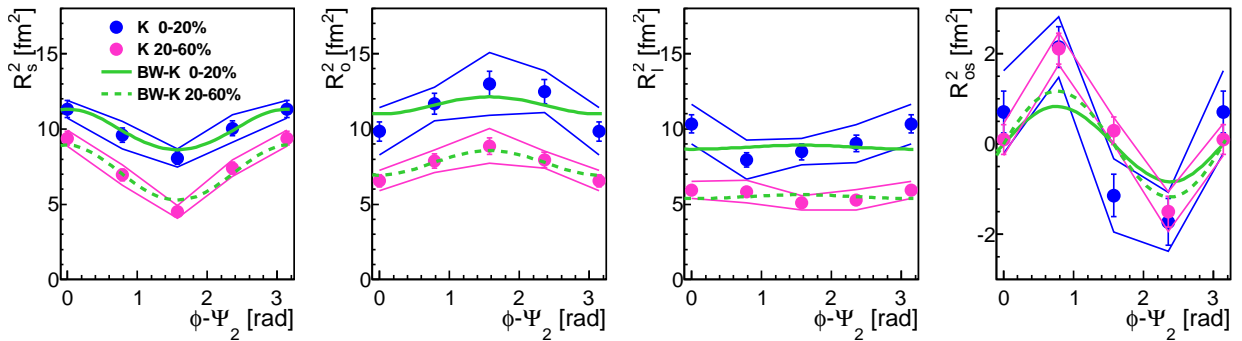 R_s^2 [fm^2]
15
10
5
0
K 0-20%
K 20-60%
BW-K 0-20%
BW-K 20-60%
0 1 2 3
ϕ-Ψ_2 [rad]
R_o^2 [fm^2]
15
10
5
0
0 1 2 3
ϕ-Ψ_2 [rad]
R_l^2 [fm^2]
15
10
5
0
0 1 2 3
ϕ-Ψ_2 [rad]
R_os^2 [fm^2]
2
0
-2
0 1 2 3
ϕ-Ψ_2 [rad]